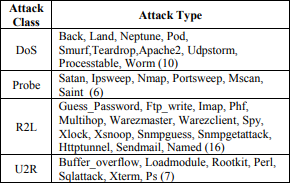 Attack Class
Attack Type
DoS
Back, Land, Neptune, Pod,
Smurf,Teardrop,Apache2, Udpstorm,
Processtable, Worm (10)
Probe
Satan, Ipsweep, Nmap, Portsweep, Mscan,
Saint (6)
R2L
Guess_Password, Ftp_write, Imap, Phf,
Multihop, Warezmaster, Warezclient, Spy,
Xlock, Xsnoop, Snmpguess, Snmpgetattack,
Httptunnel, Sendmail, Named (16)
U2R
Buffer_overflow, Loadmodule, Rootkit, Perl,
Sqlattack, Xterm, Ps (7)